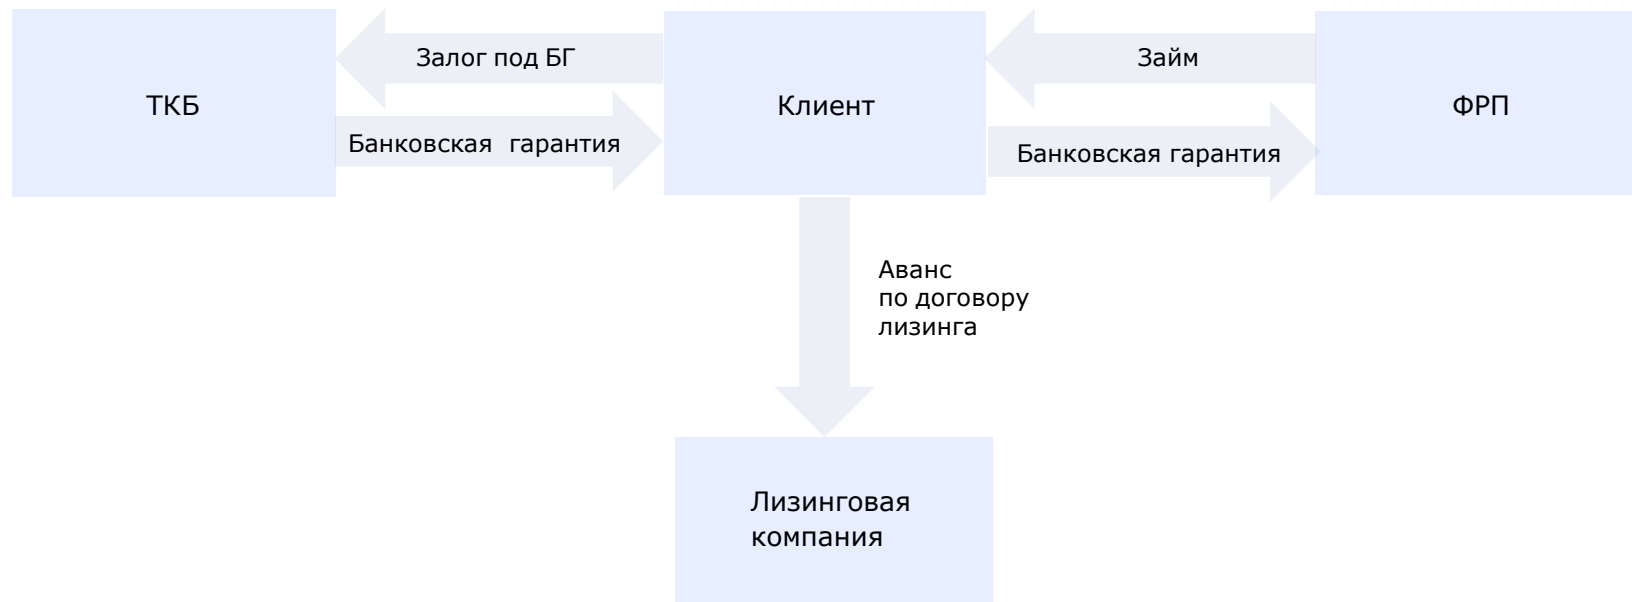 Залог под БГ
Займ
ТКБ
Клиент
ФРП
Банковская гарантия
Банковская гарантия
Аванс
по договору
лизинга
Лизинговая
компания